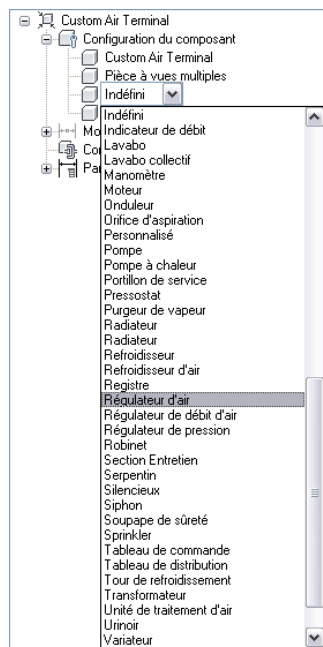 Custom Air Terminal
Configuration du composant
Custom Air Terminal
Pièce à vues multiples
Indéfini
Indéfini
Mo
Indicateur de débit
Lavabo
Co
Lavabo collectif
Pa
Manomètre
Moteur
Onduleur
Orifice d'aspiration
Personnalisé
Pompe
Pompe à chaleur
Portillon de service
Pressostat
Purgeur de vapeur
Radiateur
Radiateur
Refroidisseur
Refroidisseur d'air
Registre
Régulateur d'air
Régulateur de débit d'air
Régulateur de pression
Robinet
Section Entretien
Serpentin
Silencieux
Siphon
Soupape de sûreté
Sprinkler
Tableau de commande
Tableau de distribution
Tour de refroidissement
Transformateur
Unité de traitement d'air
Urinoir
Variateur